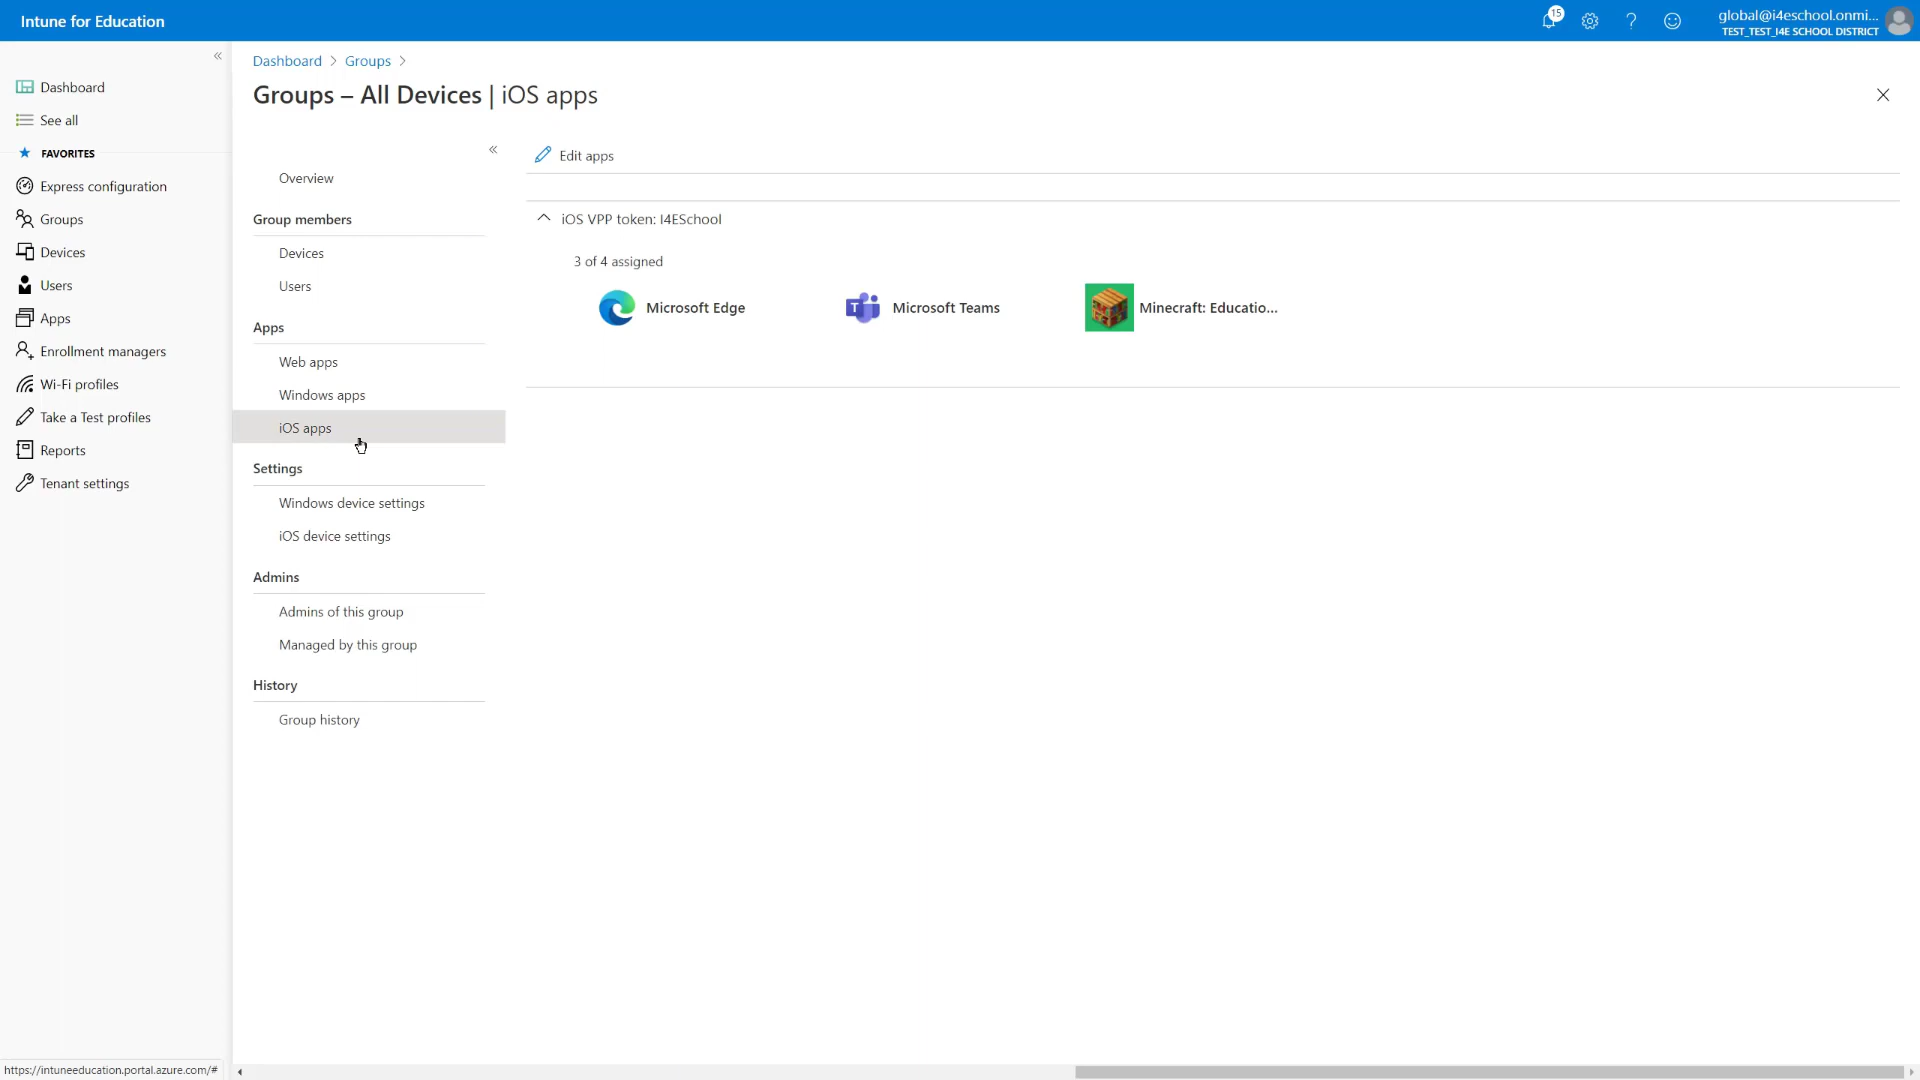 Intune for Education
15
?
global@i4eschool.onmi...
TEST_TEST_I4E SCHOOL DISTRICT
«
Dashboard
See all
FAVORITES
Express configuration
Groups
Devices
Users
Apps
Enrollment managers
Wi-Fi profiles
Take a Test profiles
Reports
Tenant settings
https://intuneeducation.portal.azure.com/#
Dashboard > Groups >
Groups – All Devices | iOS apps
«
Overview
Group members
Devices
Users
Apps
Web apps
Windows apps
iOS apps
Settings
Windows device settings
iOS device settings
Admins
Admins of this group
Managed by this group
History
Group history
Edit apps
iOS VPP token: I4ESchool
3 of 4 assigned
Microsoft Edge
T
Microsoft Teams
Minecraft: Educatio...